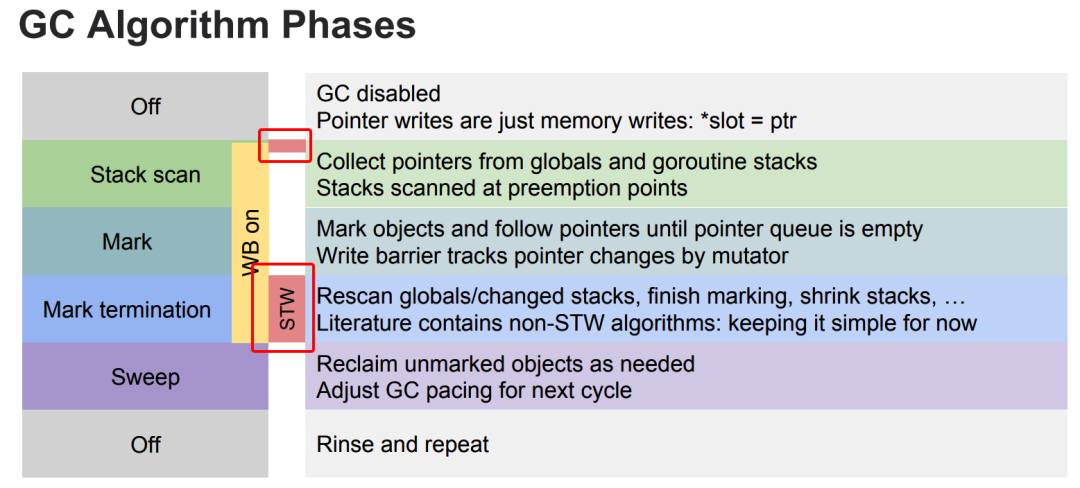 GC Algorithm Phases
Off
GC disabled
Pointer writes are just memory writes: *slot = ptr
Stack scan
Collect pointers from globals and goroutine stacks
Stacks scanned at preemption points
WB on
Mark
Mark objects and follow pointers until pointer queue is empty
Write barrier tracks pointer changes by mutator
Mark termination
STW
Rescan globals/changed stacks, finish marking, shrink stacks, …
Literature contains non-STW algorithms: keeping it simple for now
Sweep
Reclaim unmarked objects as needed
Adjust GC pacing for next cycle
Off
Rinse and repeat